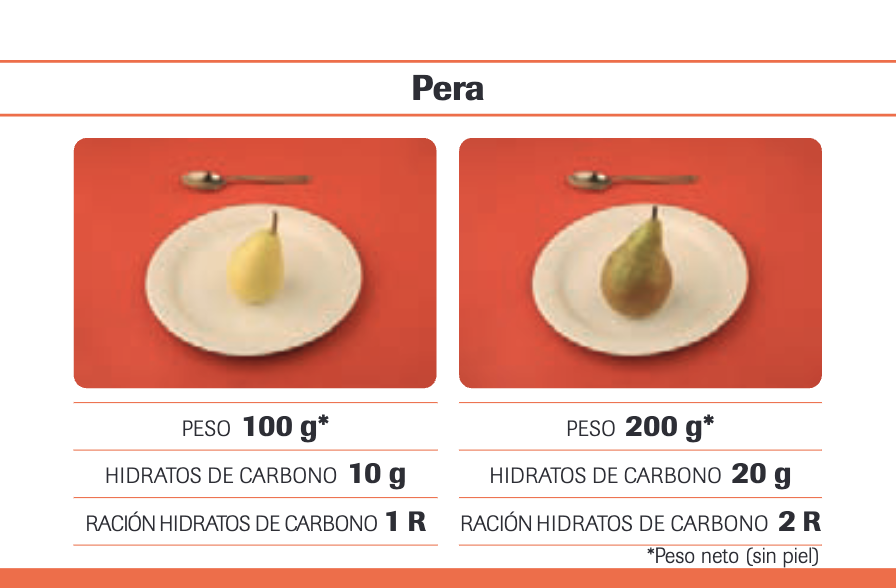 Pera
PESO 100 g*
HIDRATOS DE CARBONO 10 g
RACIÓN HIDRATOS DE CARBONO 1 R
PESO 200 g*
HIDRATOS DE CARBONO 20 g
RACIÓN HIDRATOS DE CARBONO 2 R
*Peso neto (sin piel)